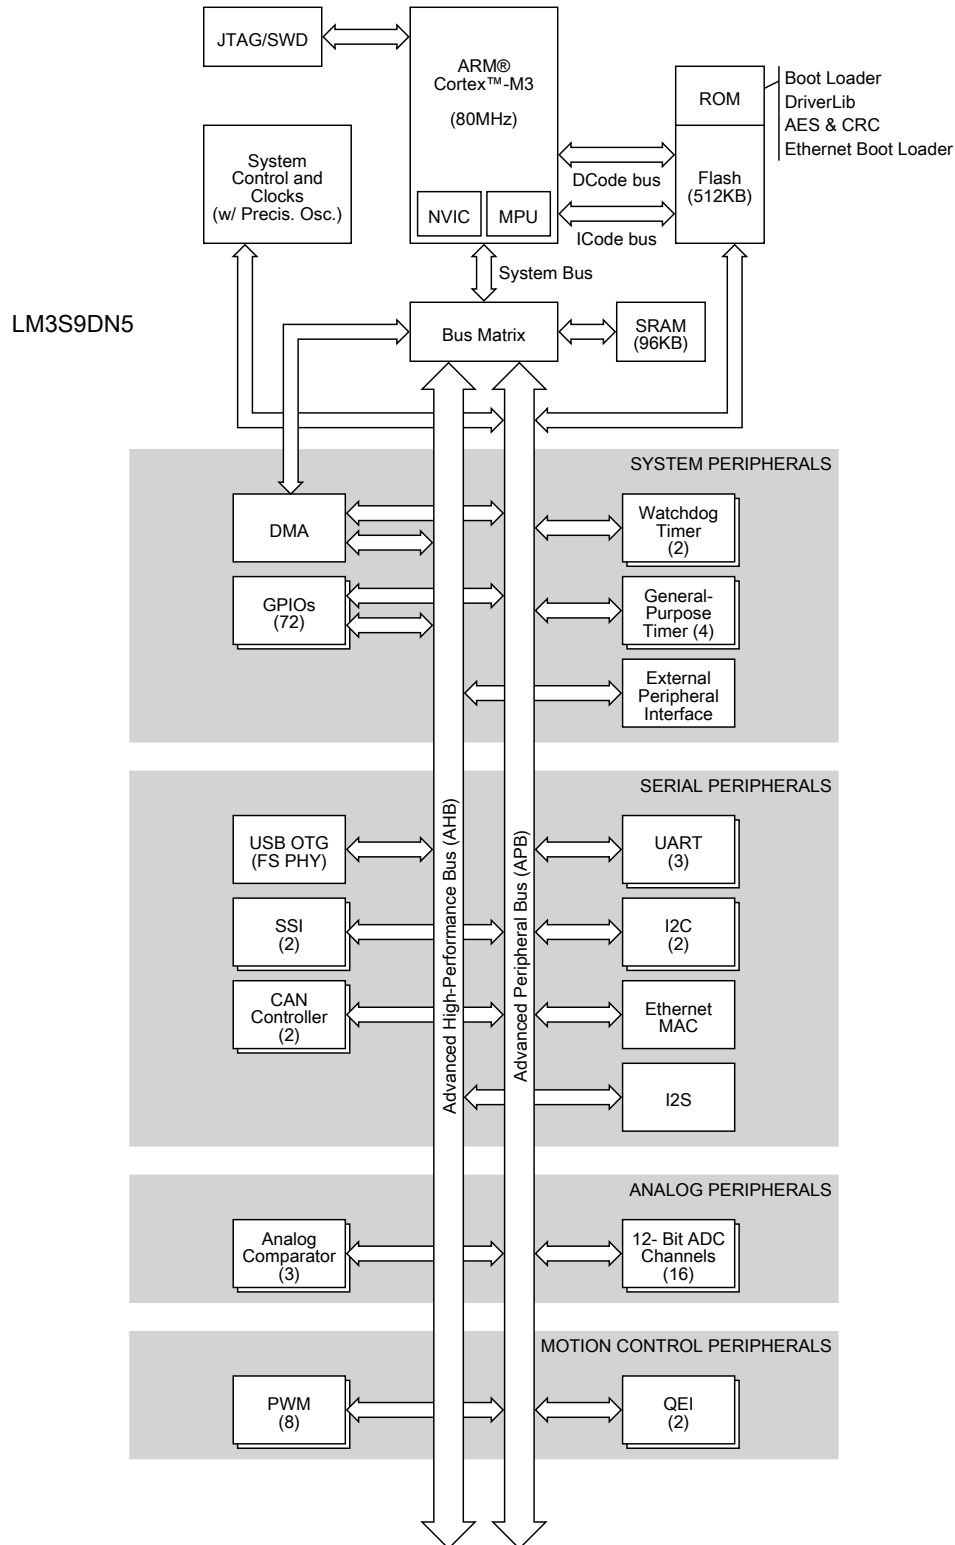 JTAG/SWD
ARM®
Cortex™-M3
(80MHz)
NVIC
MPU
ROM
Flash
(512KB)
Boot Loader
DriverLib
AES & CRC
Ethernet Boot Loader
System
Control and
Clocks
(w/ Precis. Osc.)
DCode bus
ICode bus
System Bus
LM3S9DN5
Bus Matrix
SRAM
(96KB)
SYSTEM PERIPHERALS
DMA
Watchdog
Timer
(2)
GPIOs
(72)
General-
Purpose
Timer (4)
External
Peripheral
Interface
Advanced High-Performance Bus (AHB)
Advanced Peripheral Bus (APB)
SERIAL PERIPHERALS
USB OTG
(FS PHY)
UART
(3)
SSI
(2)
I2C
(2)
CAN
Controller
(2)
Ethernet
MAC
I2S
ANALOG PERIPHERALS
Analog
Comparator
(3)
12- Bit ADC
Channels
(16)
MOTION CONTROL PERIPHERALS
PWM
(8)
QEI
(2)